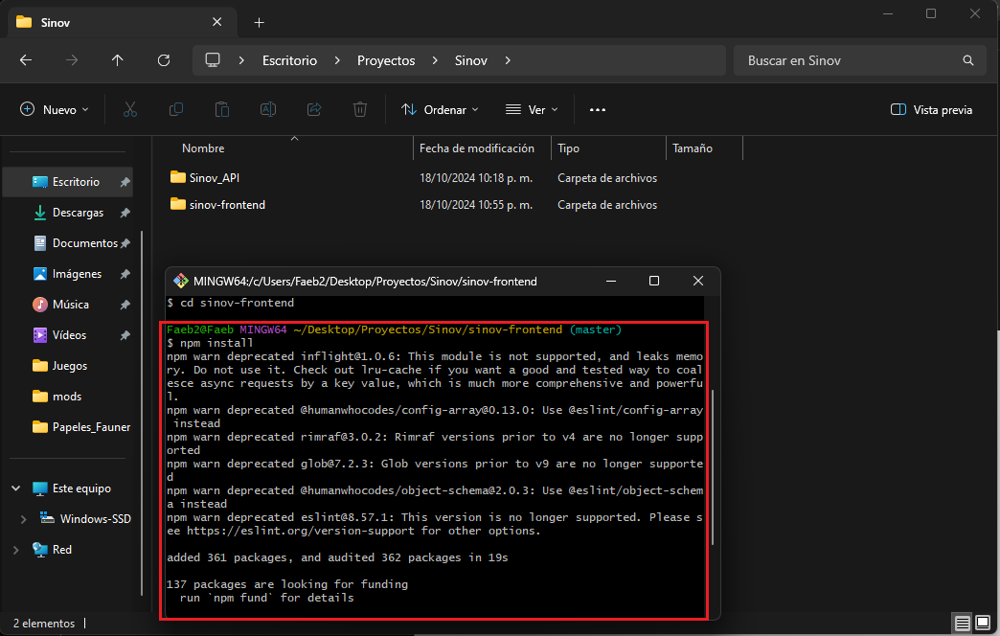 Sinov
Escritorio > Proyectos > Sinov >
Buscar en Sinov
Nuevo
Ordenar
Ver
Vista previa
Nombre
Fecha de modificación
Tipo
Tamaño
Sinov_API
18/10/2024 10:18 p. m.
Carpeta de archivos
sinov-frontend
18/10/2024 10:55 p. m.
Carpeta de archivos
Escritorio
Descargas
Documentos
Imágenes
Música
Vídeos
Juegos
mods
Papeles_Fauner
Este equipo
Windows-SSD
Red
MINGW64:/c/Users/Faeb2/Desktop/Proyectos/Sinov/sinov-frontend
$ cd sinov-frontend
Faeb2@Faeb MINGW64 ~/Desktop/Proyectos/Sinov/sinov-frontend (master)
$ npm install
npm warn deprecated inflight@1.0.6: This module is not supported, and leaks memo
ry. Do not use it. Check out lru-cache if you want a good and tested way to coal
esce async requests by a key value, which is much more comprehensive and powerfu
l.
npm warn deprecated @humanwhocodes/config-array@0.13.0: Use @eslint/config-array
instead
npm warn deprecated rimraf@3.0.2: Rimraf versions prior to v4 are no longer supp
orted
npm warn deprecated glob@7.2.3: Glob versions prior to v9 are no longer supporte
d
npm warn deprecated @humanwhocodes/object-schema@2.0.3: Use @eslint/object-schem
a instead
npm warn deprecated eslint@8.57.1: This version is no longer supported. Please s
ee https://eslint.org/version-support for other options.
added 361 packages, and audited 362 packages in 19s
137 packages are looking for funding
run `npm fund` for details
2 elementos